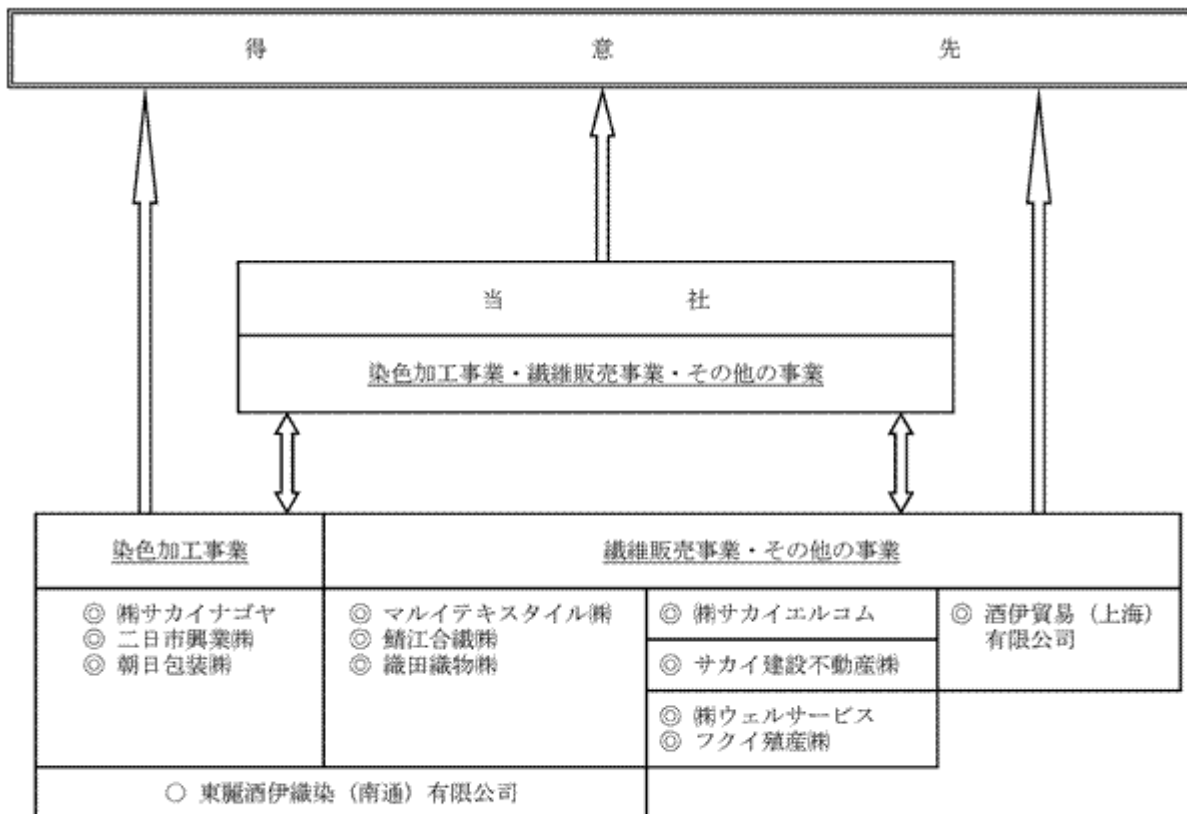 得意先
当社
染色加工事業・繊維販売事業・その他の事業
染色加工事業
繊維販売事業・その他の事業
◎ ㈱サカイナゴヤ
◎ 二日市興業㈱
◎ 朝日包装㈱
◎ マルイテキスタイル㈱
◎ 鯖江合繊㈱
◎ 織田織物㈱
◎ ㈱サカイエルコム
◎ サカイ建設不動産㈱
◎ ㈱ウェルサービス
◎ フクイ殖産㈱
◎ 酒伊貿易（上海）
有限公司
○ 東麗酒伊織染（南通）有限公司